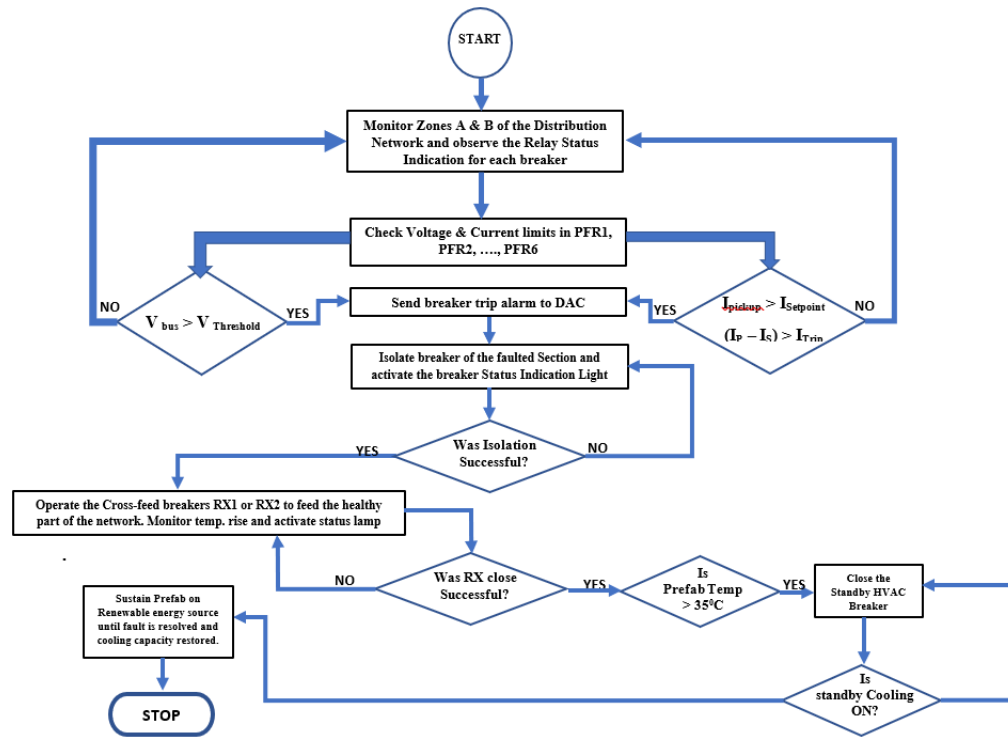 START
Monitor Zones A & B of the Distribution
Network and observe the Relay Status
Indication for each breaker
Check Voltage & Current limits in PFR1,
PFR2, …., PFR6
NO
V bus > V Threshold
YES
Send breaker trip alarm to DAC
YES
Ipickup > ISetpoint
(IP – IS) > ITrip
NO
Isolate breaker of the faulted Section and
activate the breaker Status Indication Light
YES
Was Isolation
Successful?
NO
Operate the Cross-feed breakers RX1 or RX2 to feed the healthy
part of the network. Monitor temp. rise and activate status lamp
NO
Was RX close
Successful?
YES
Is
Prefab Temp
> 35⁰C
YES
Close the
Standby HVAC
Breaker
Sustain Prefab on
Renewable energy source
until fault is resolved and
cooling capacity restored.
Is
standby Cooling
ON?
STOP